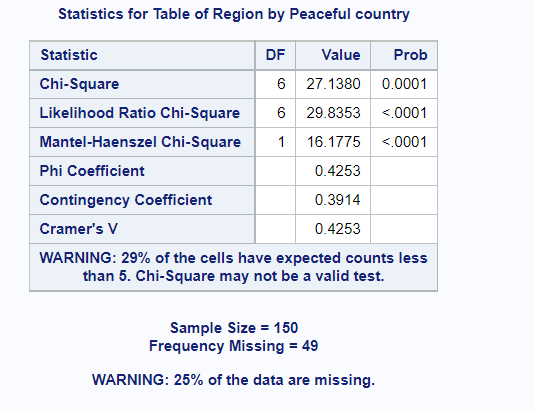 Statistics for Table of Region by Peaceful country
Statistic DF Value Prob
Chi-Square 6 27.1380 0.0001
Likelihood Ratio Chi-Square 6 29.8353 <.0001
Mantel-Haenszel Chi-Square 1 16.1775 <.0001
Phi Coefficient 0.4253
Contingency Coefficient 0.3914
Cramer's V 0.4253
WARNING: 29% of the cells have expected counts less
than 5. Chi-Square may not be a valid test.
Sample Size = 150
Frequency Missing = 49
WARNING: 25% of the data are missing.